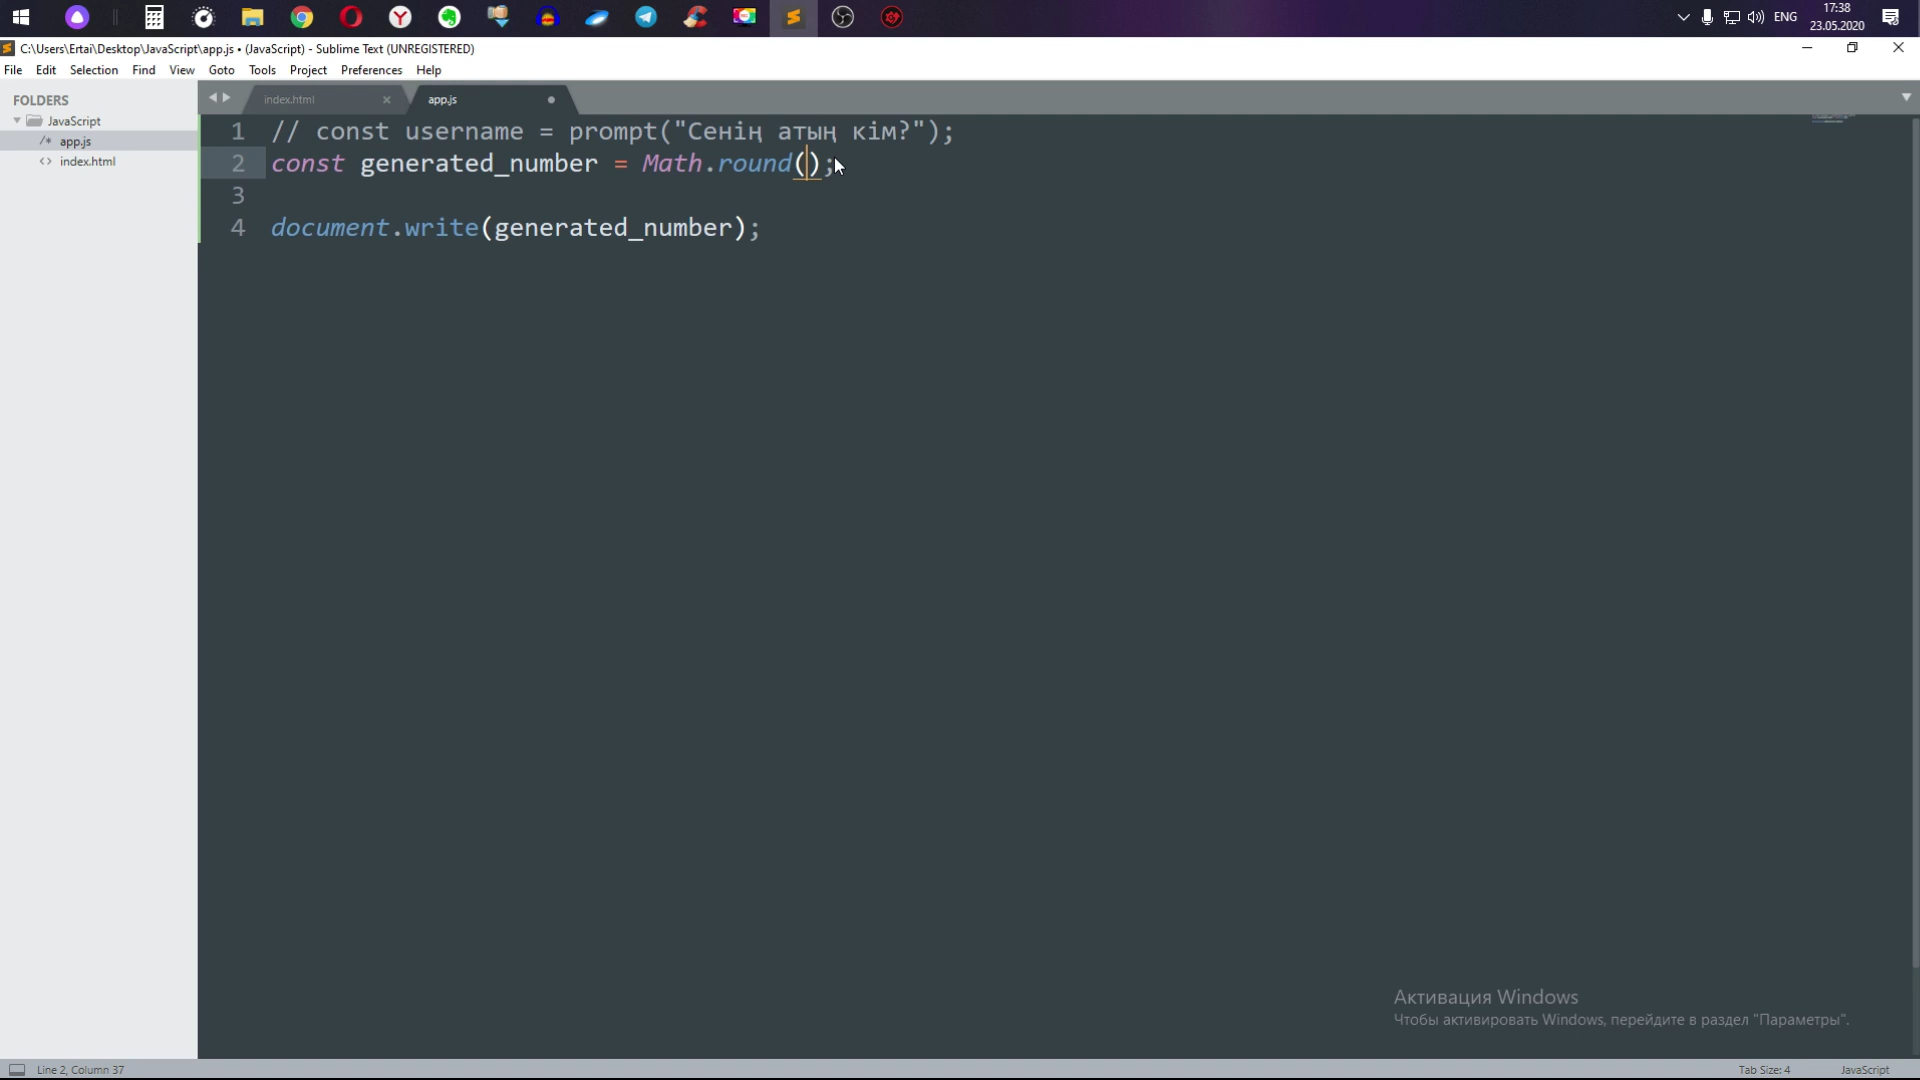 17:38
ENG
23.05.2020
C:\Users\Ertai\Desktop\JavaScript\app.js • (JavaScript) - Sublime Text (UNREGISTERED)
File Edit Selection Find View Goto Tools Project Preferences Help
FOLDERS
JavaScript
/* app.js
<> index.html
index.html
app.js
1 // const username = prompt("Сенің атың кім?");
2 const generated_number = Math.round();
3
4 document.write(generated_number);
Активация Windows
Чтобы активировать Windows, перейдите в раздел "Параметры".
Line 2, Column 37
Tab Size: 4
JavaScript